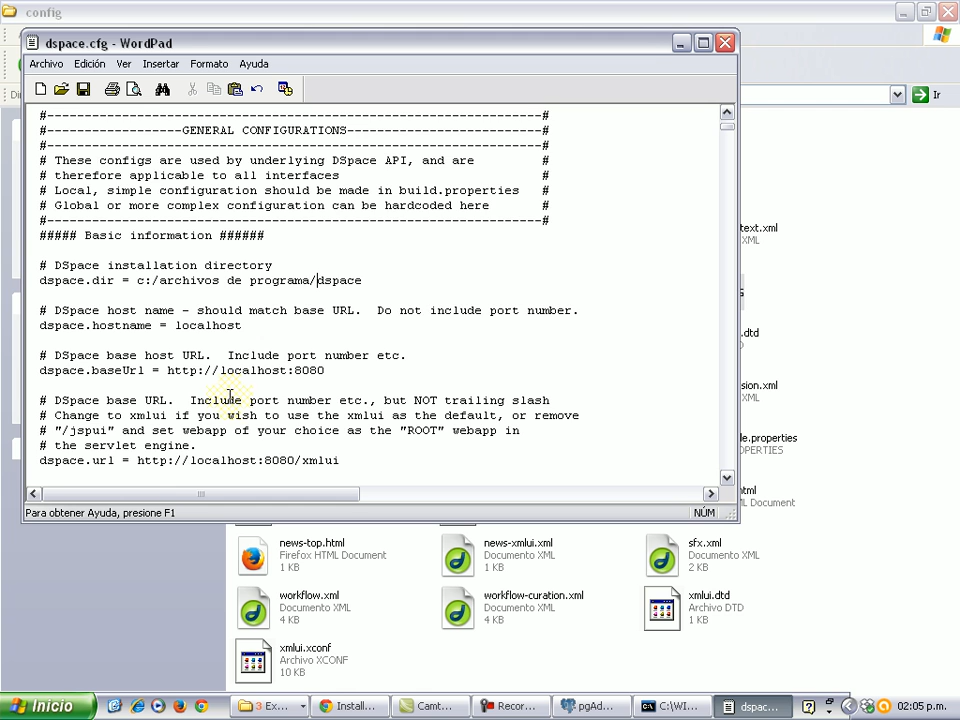 config
dspace.cfg - WordPad
Archivo Edición Ver Insertar Formato Ayuda
Ir
#-----------------------------------------------------------------#
#------------------GENERAL CONFIGURATIONS--------------------------#
#-----------------------------------------------------------------#
# These configs are used by underlying DSpace API, and are #
# therefore applicable to all interfaces #
# Local, simple configuration should be made in build.properties #
# Global or more complex configuration can be hardcoded here #
#-----------------------------------------------------------------#
##### Basic information ######
# DSpace installation directory
dspace.dir = c:/archivos de programa/dspace
# DSpace host name - should match base URL. Do not include port number.
dspace.hostname = localhost
# DSpace base host URL. Include port number etc.
dspace.baseUrl = http://localhost:8080
# DSpace base URL. Include port number etc., but NOT trailing slash
# Change to xmlui if you wish to use the xmlui as the default, or remove
# "/jspui" and set webapp of your choice as the "ROOT" webapp in
# the servlet engine.
dspace.url = http://localhost:8080/xmlui
Para obtener Ayuda, presione F1
NÚM
text.xml
XML
.dtd
sion.xml
XML
le.properties
OPERTIES
html
XML Document
news-top.html
Firefox HTML Document
1 KB
news-xmlui.xml
Documento XML
1 KB
sfx.xml
Documento XML
2 KB
workflow.xml
Documento XML
4 KB
workflow-curation.xml
Documento XML
4 KB
xmlui.dtd
Archivo DTD
1 KB
xmlui.xconf
Archivo XCONF
10 KB
Inicio
3 Ex...
Install...
Camt...
Recor...
pgAd...
C:\WI...
dspac...
02:05 p.m.